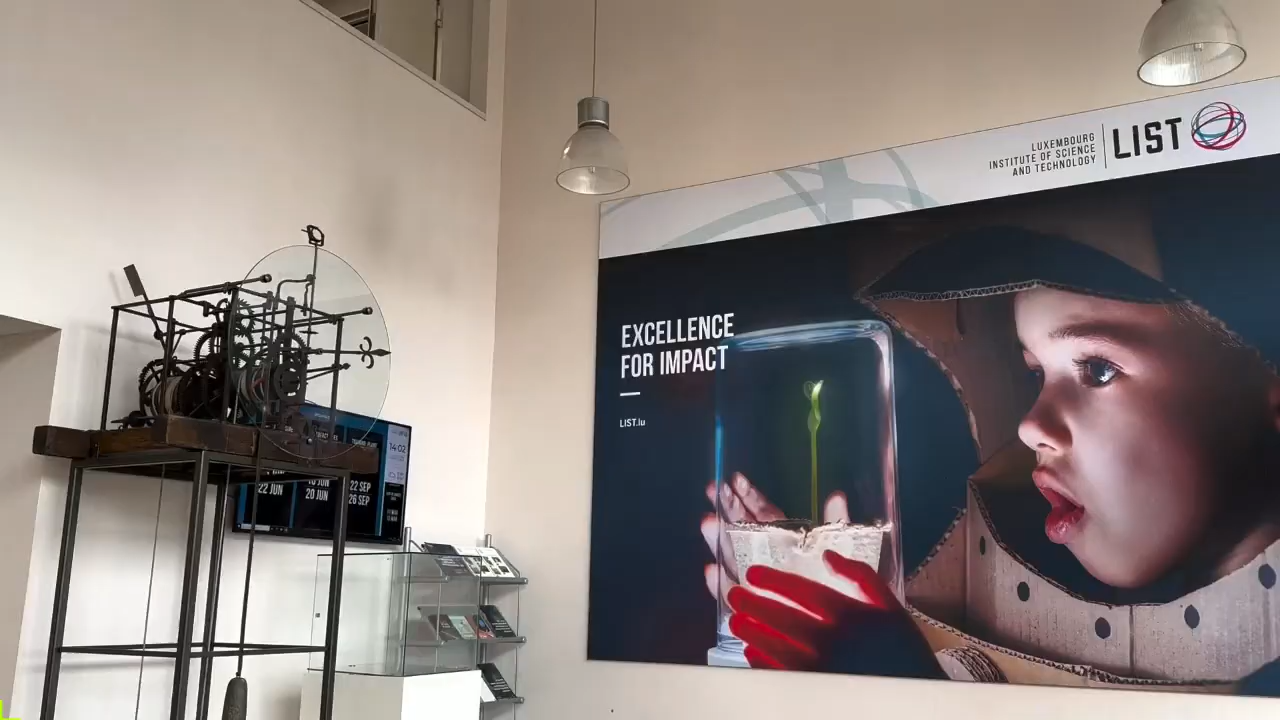 LUXEMBOURG
INSTITUTE OF SCIENCE
AND TECHNOLOGY
LIST
EXCELLENCE
FOR IMPACT
LIST.lu
14:02
22 JUN
20 JUN
22 SEP
26 SEP